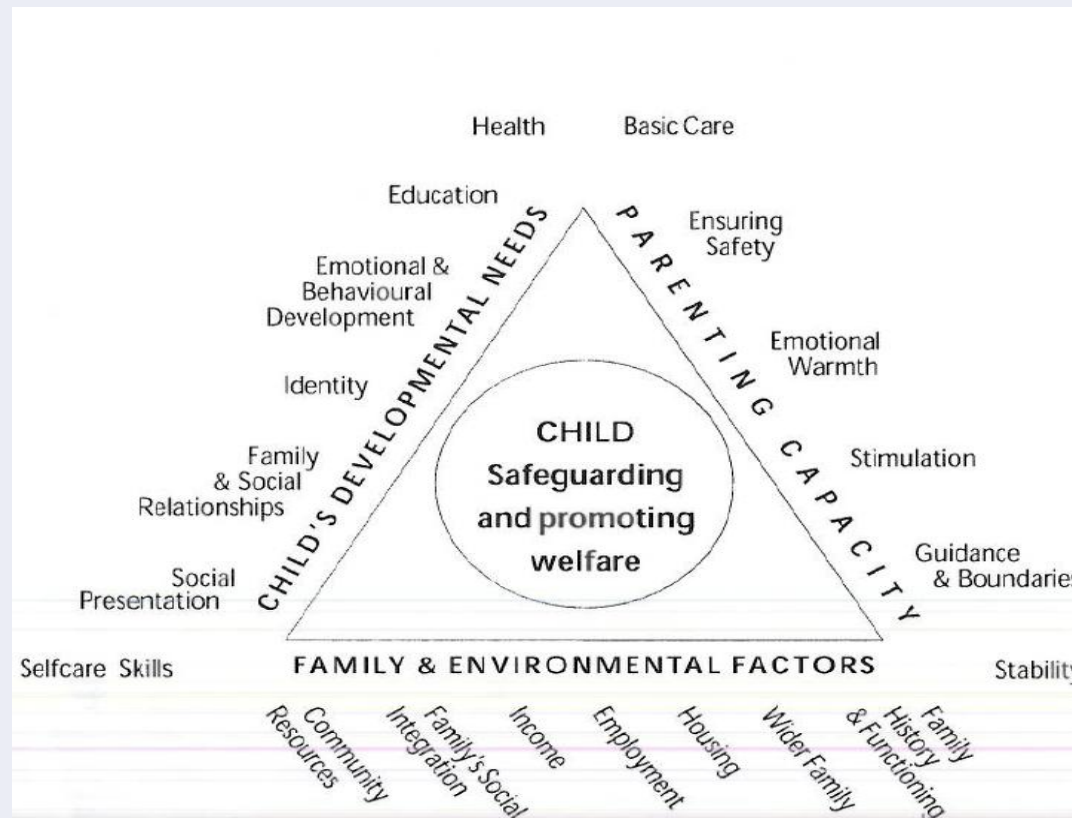 Health
Basic Care
Education
Ensuring
Safety
Emotional &
Behavioural
Development
Emotional
Warmth
Identity
Stimulation
Family
& Social
Relationships
Guidance
& Boundaries
Social
Presentation
Selfcare Skills
Stability
CHILD'S DEVELOPMENTAL NEEDS
PARENTING CAPACITY
CHILD
Safeguarding
and promoting
welfare
FAMILY & ENVIRONMENTAL FACTORS
Community
Resources
Family's Social
Integration
Income
Employment
Housing
Wider Family
Family
History
& Functioning